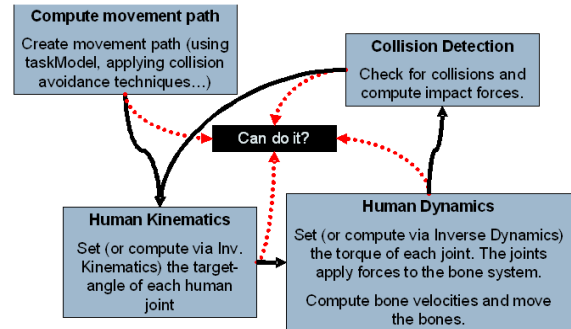 Compute movement path
Create movement path (using
taskModel, applying collision
avoidance techniques…)
Collision Detection
Check for collisions and
compute impact forces.
Can do it?
Human Kinematics
Set (or compute via Inv.
Kinematics) the target-
angle of each human
joint
Human Dynamics
Set (or compute via Inverse Dynamics)
the torque of each joint. The joints
apply forces to the bone system.
Compute bone velocities and move
the bones.